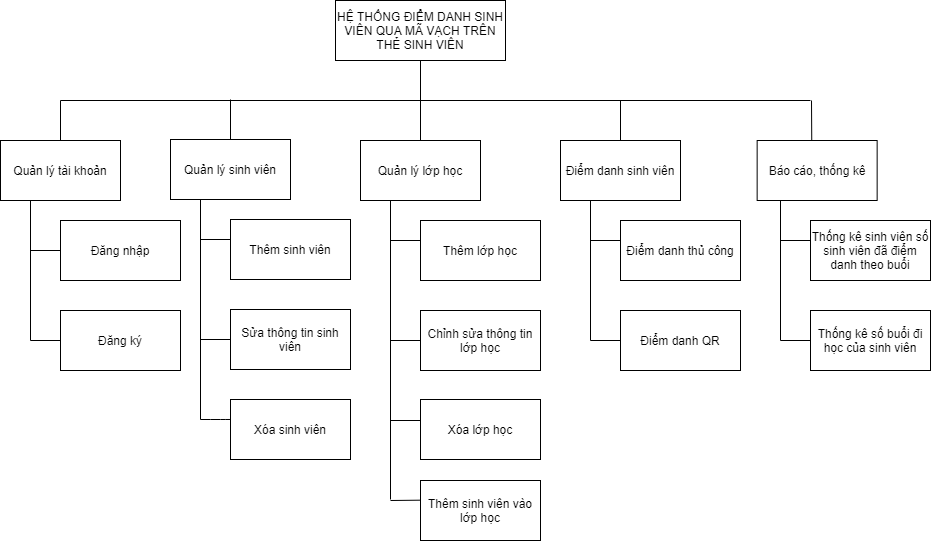 HỆ THỐNG ĐIỂM DANH SINH
VIÊN QUA MÃ VẠCH TRÊN
THẺ SINH VIÊN
Quản lý tài khoản
Quản lý sinh viên
Quản lý lớp học
Điểm danh sinh viên
Báo cáo, thống kê
Đăng nhập
Đăng ký
Thêm sinh viên
Sửa thông tin sinh
viên
Xóa sinh viên
Thêm lớp học
Chỉnh sửa thông tin
lớp học
Xóa lớp học
Thêm sinh viên vào
lớp học
Điểm danh thủ công
Điểm danh QR
Thống kê sinh viên số
sinh viên đã điểm
danh theo buổi
Thống kê số buổi đi
học của sinh viên